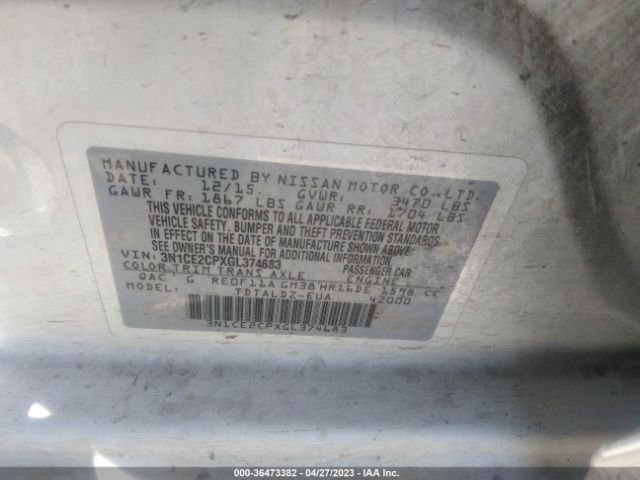 MANUFACTURED BY NISSAN MOTOR CO.,LTD.
DATE: 12/15. GVWR: 3470 LBS
GAWR FR: 1867 LBS GAWR RR: 1704 LBS
THIS VEHICLE CONFORMS TO ALL APPLICABLE FEDERAL MOTOR
VEHICLE SAFETY, BUMPER AND THEFT PREVENTION STANDARDS
IN EFFECT ON THE DATE OF MANUFACTURE SHOWN ABOVE.
SEE OWNER'S MANUAL FOR ADDITIONAL INFORMATION.
VIN: 3N1CE2CPXGL374683 PASSENGER CAR
COLOR TRIM TRANS AXLE ENGINE
QAC G RE0F11A GM38 HR16DE 1598 CC
TDTALDZ-EUA 42000
3N1CE2CPXGL374683
000-36473382 | 04/27/2023 | IAA Inc.